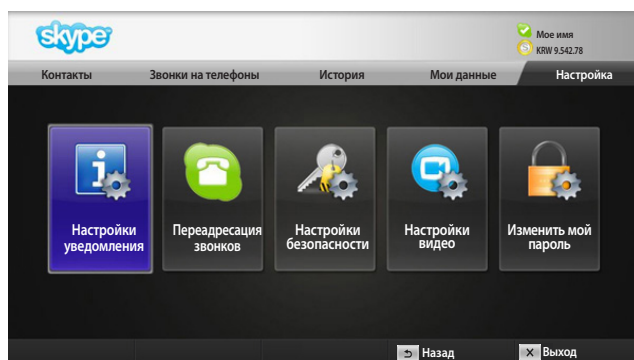 skype
Мое имя
KRW 9.542.78
Контакты
Звонки на телефоны
История
Мои данные
Настройка
Настройки
уведомления
Переадресация
звонков
Настройки
безопасности
Настройки
видео
Изменить мой
пароль
Назад
Выход